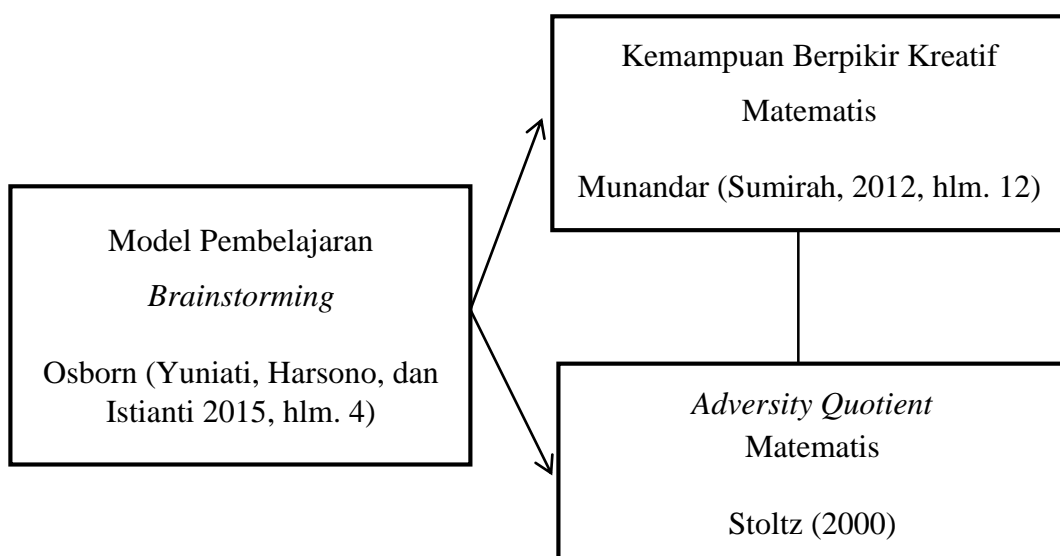 Kemampuan Berpikir Kreatif
Matematis
Munandar (Sumirah, 2012, hlm. 12)
Model Pembelajaran
Brainstorming
Osborn (Yuniati, Harsono, dan
Istianti 2015, hlm. 4)
Adversity Quotient
Matematis
Stoltz (2000)